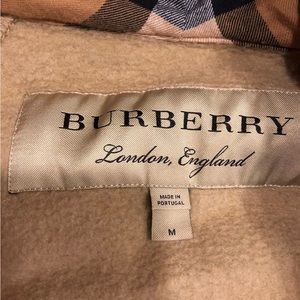 BURBERRY
London, England
MADE IN
PORTUGAL
M